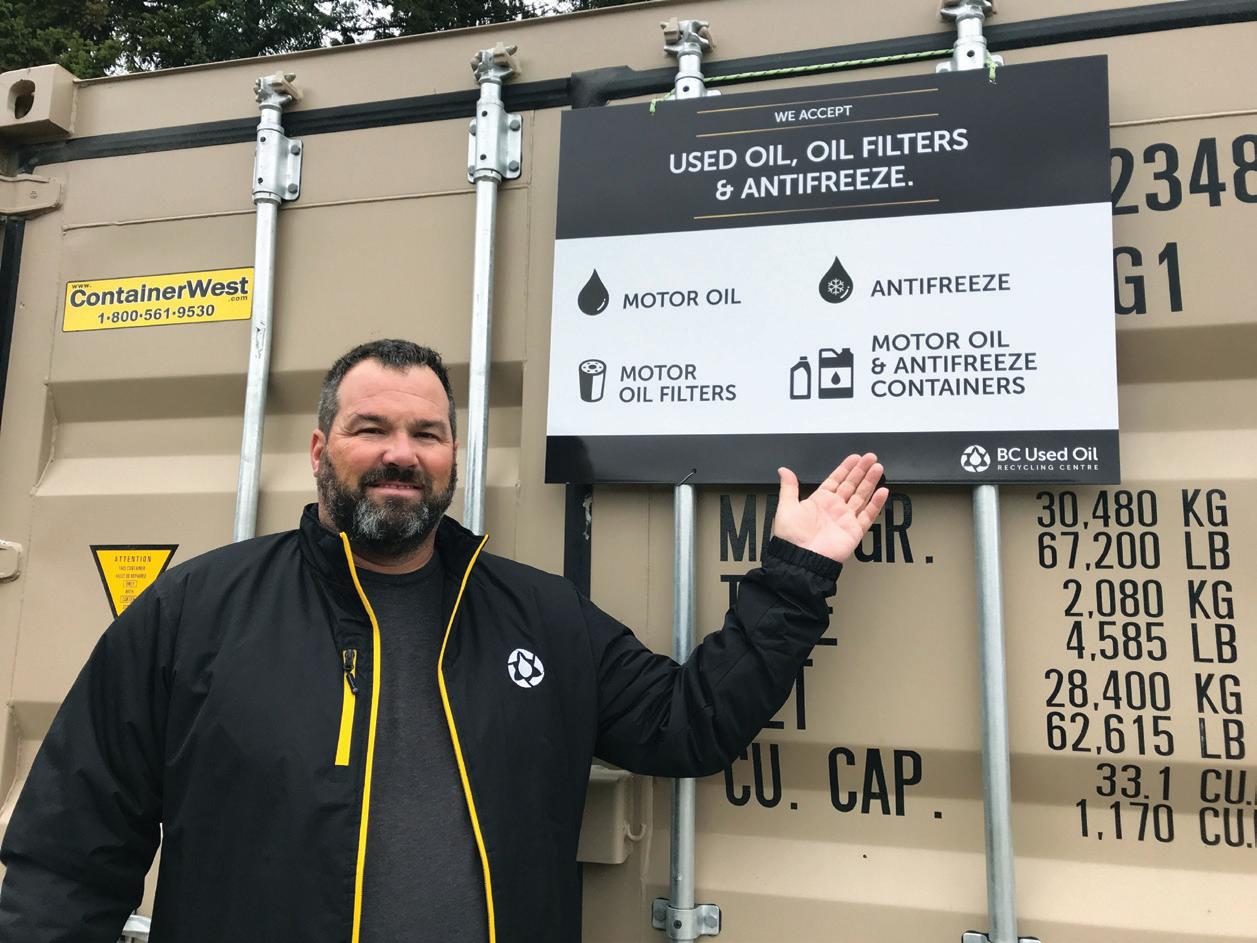 WE ACCEPT
USED OIL, OIL FILTERS
& ANTIFREEZE.
MOTOR OIL
ANTIFREEZE
MOTOR
OIL FILTERS
MOTOR OIL
& ANTIFREEZE
CONTAINERS
BC Used Oil
RECYCLING CENTRE
www.
ContainerWest
.com
1-800-561-9530
ATTENTION
2348
G1
GR.
30,480 KG
67,200 LB
2,080 KG
4,585 LB
28,400 KG
62,615 LB
CU. CAP.
33.1 CU.
1,170 CU.